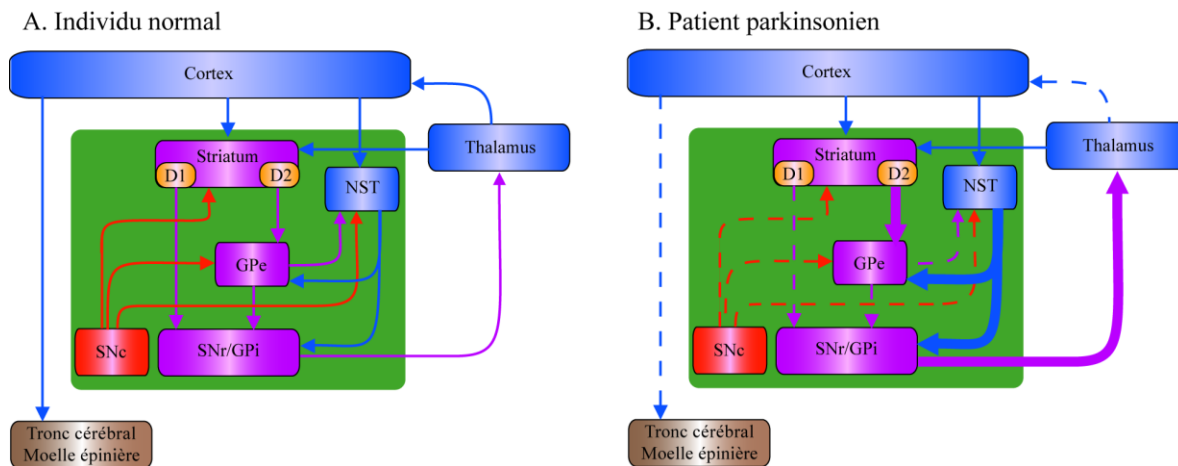 A. Individu normal
Cortex
Thalamus
Striatum
D1
D2
NST
GPe
SNc
SNr/GPi
Tronc cérébral
Moelle épinière
B. Patient parkinsonien
Cortex
Thalamus
Striatum
D1
D2
NST
GPe
SNc
SNr/GPi
Tronc cérébral
Moelle épinière